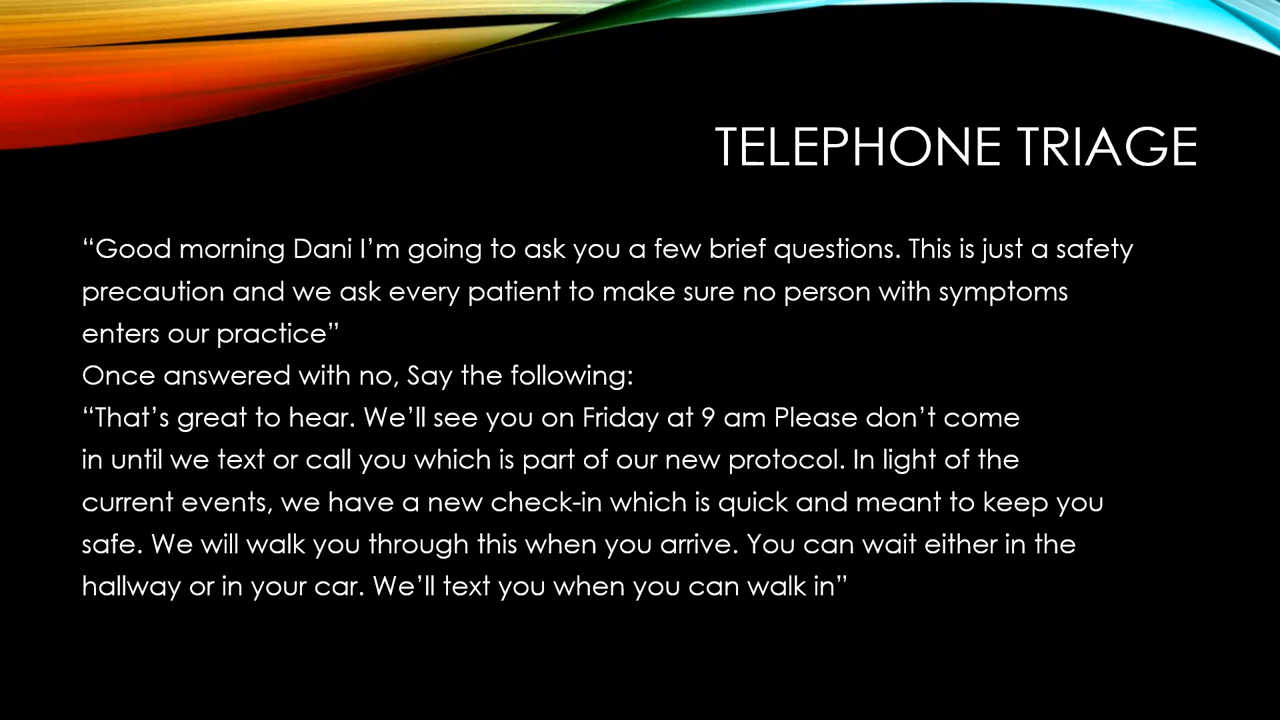 TELEPHONE TRIAGE
“Good morning Dani I’m going to ask you a few brief questions. This is just a safety
precaution and we ask every patient to make sure no person with symptoms
enters our practice”
Once answered with no, Say the following:
“That’s great to hear. We’ll see you on Friday at 9 am Please don’t come
in until we text or call you which is part of our new protocol. In light of the
current events, we have a new check-in which is quick and meant to keep you
safe. We will walk you through this when you arrive. You can wait either in the
hallway or in your car. We’ll text you when you can walk in”